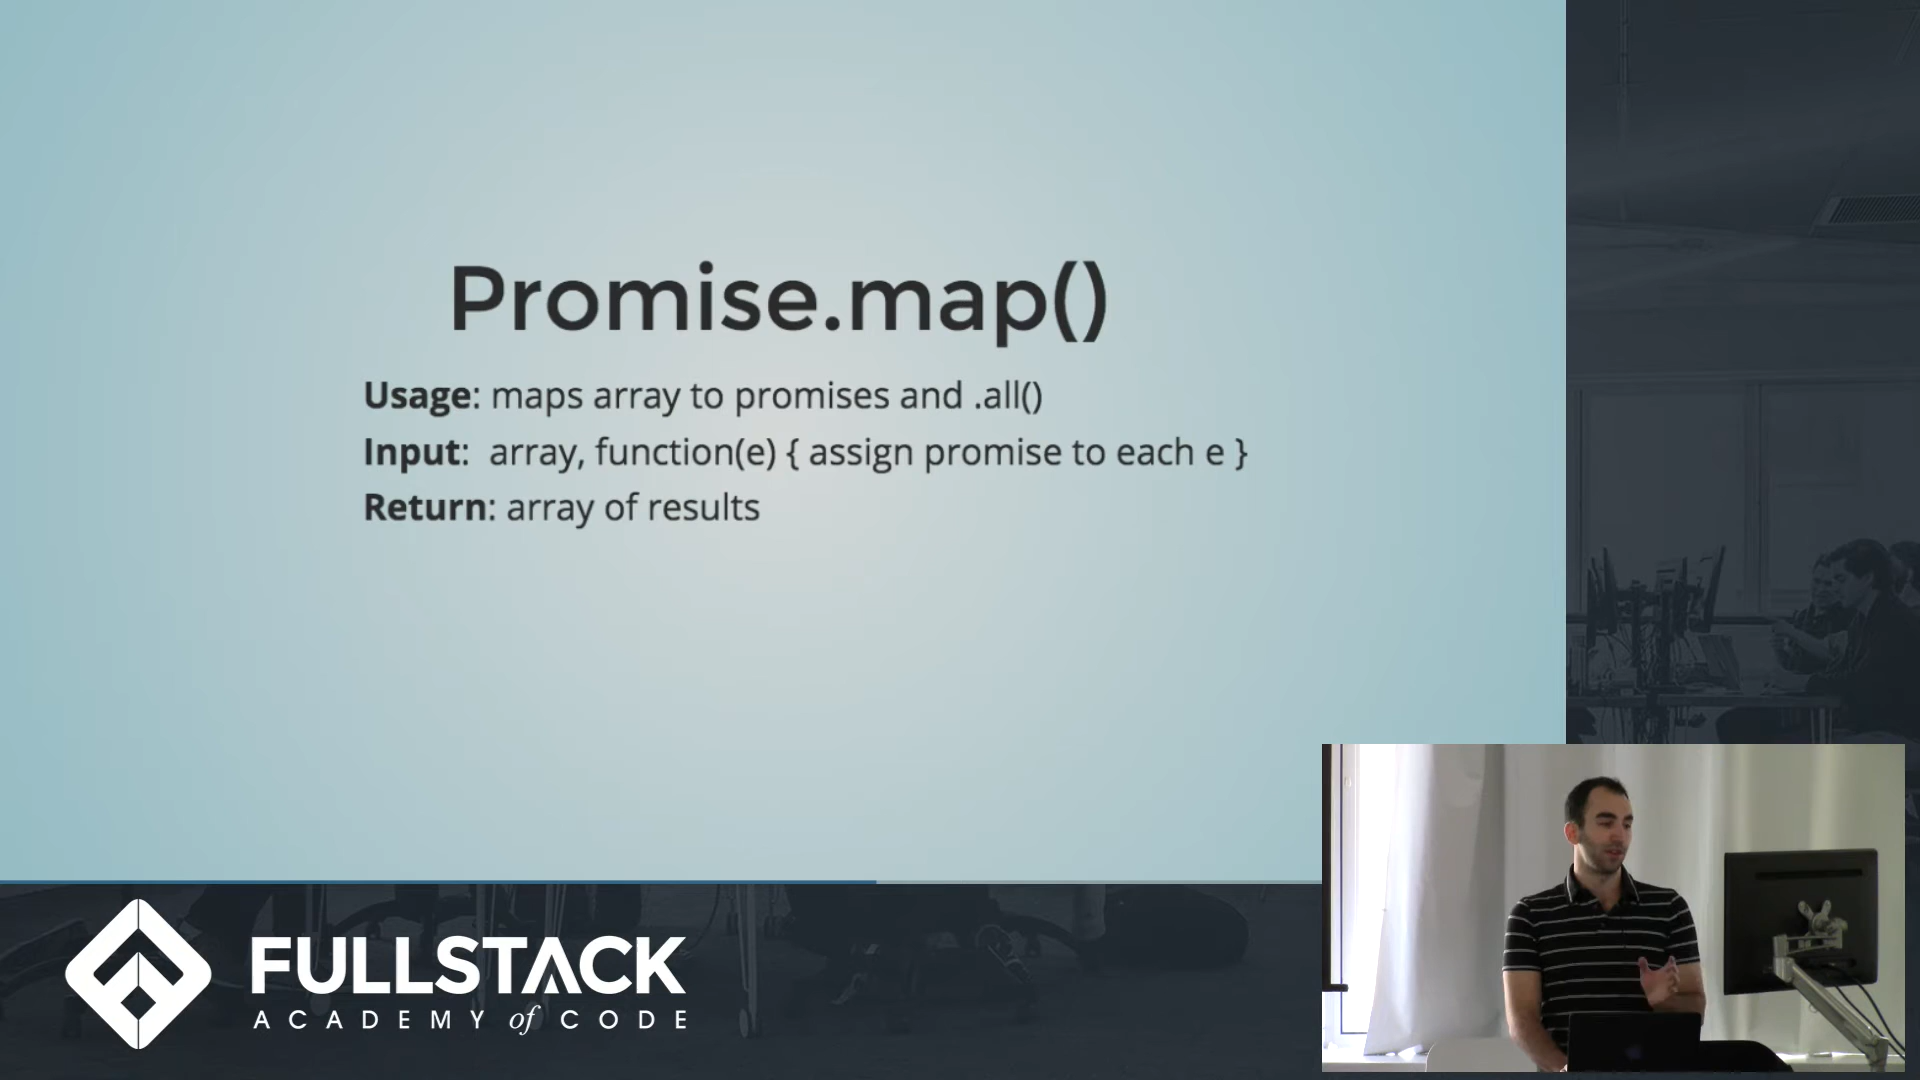 Promise.map()
Usage: maps array to promises and .all()
Input: array, function(e) { assign promise to each e }
Return: array of results
FULLSTACK
ACADEMY of CODE